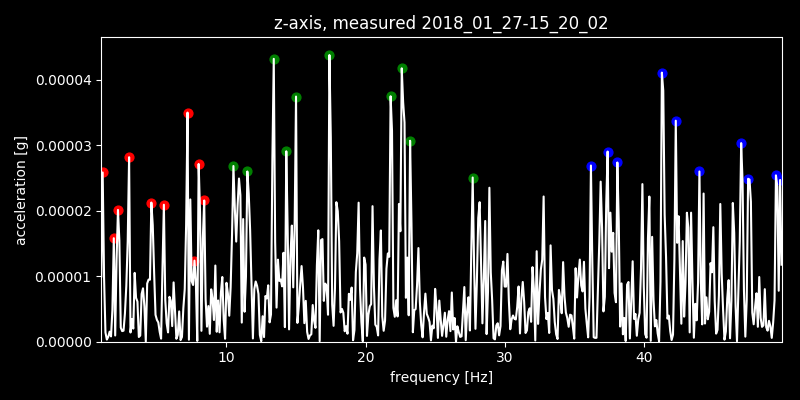 z-axis, measured 2018_01_27-15_20_02
acceleration [g]
0.00004
0.00003
0.00002
0.00001
0.00000
10 20 30 40
frequency [Hz]